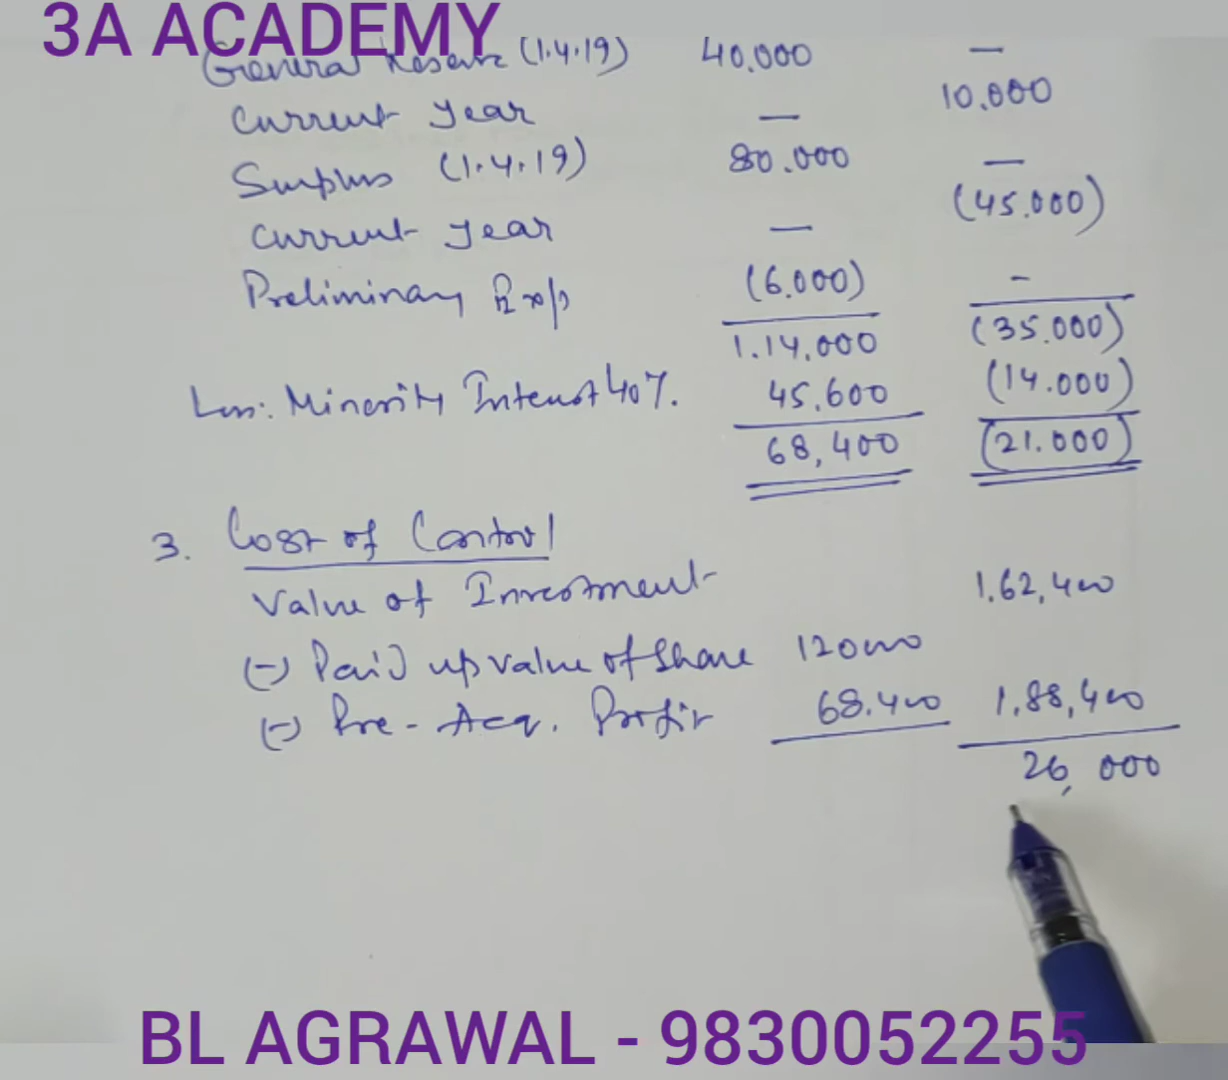 3A ACADEMY
General Reserve (1.4.19) 40.000 —
Current Year — 10.000
Surplus (1.4.19) 80.000 —
Current Year — (45.000)
Preliminary Exp (6.000) -
1.14,000 (35.000)
Less: Minority Interest 40%. 45,600 (14.000)
68,400 (21.000)
3. Cost of Control
Value of Investment 1,62,400
(-) Paid up value of Share 120000
(-) Pre-Acq. Profit 68.400 1,88,400
26,000
BL AGRAWAL - 9830052255